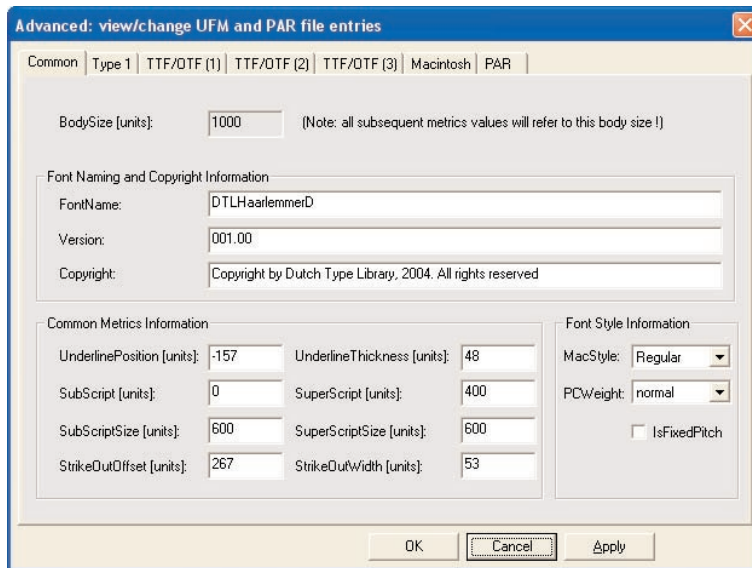 Advanced: view/change UFM and PAR file entries
Common Type 1 TTF/OTF (1) TTF/OTF (2) TTF/OTF (3) Macintosh PAR
BodySize [units]: 1000 (Note: all subsequent metrics values will refer to this body size !)
Font Naming and Copyright Information
FontName: DTLHaarlemmerD
Version: 001.00
Copyright: Copyright by Dutch Type Library, 2004. All rights reserved
Common Metrics Information
UnderlinePosition [units]: -157 UnderlineThickness [units]: 48
SubScript [units]: 0 SuperScript [units]: 400
SubScriptSize [units]: 600 SuperScriptSize [units]: 600
StrikeOutOffset [units]: 267 StrikeOutWidth [units]: 53
Font Style Information
MacStyle: Regular
PCWeight: normal
IsFixedPitch
OK Cancel Apply